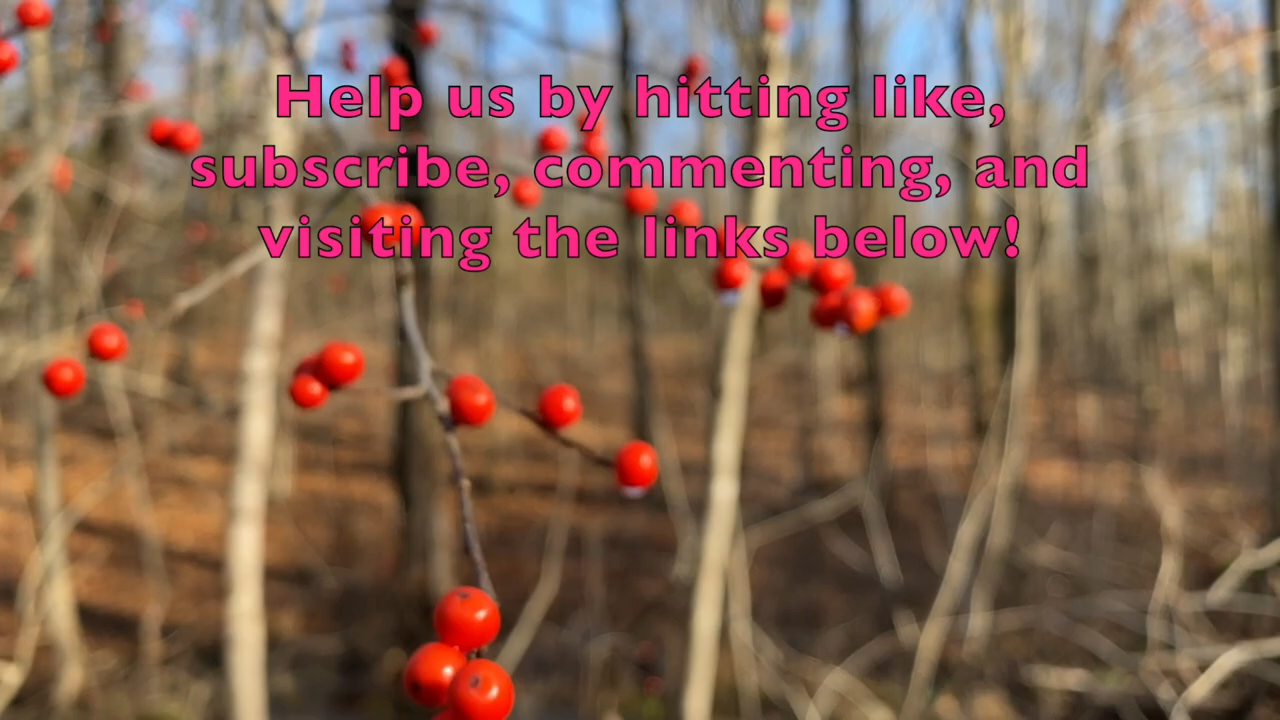 Help us by hitting like,
subscribe, commenting, and
visiting the links below!